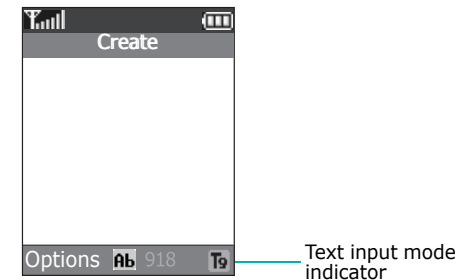 Create
Options Ab 918 T9
Text input mode
indicator